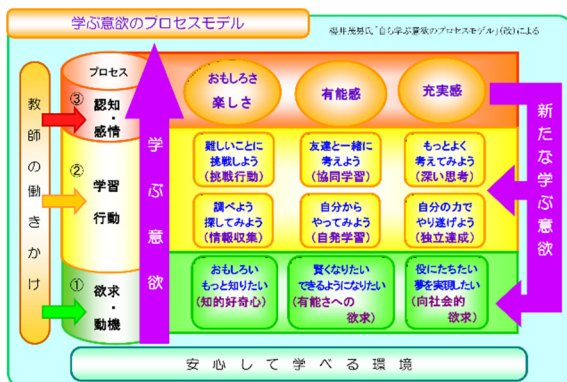 学ぶ意欲のプロセスモデル
櫻井茂男氏「自ら学ぶ意欲のプロセスモデル」(改)による
教師の働きかけ
プロセス
③
認知
・
感情
②
学習
行動
①
欲求
・
動機
学ぶ意欲
おもしろさ
楽しさ
有能感
充実感
難しいことに
挑戦しよう
(挑戦行動)
友達と一緒に
考えよう
(協同学習)
もっとよく
考えてみよう
(深い思考)
調べよう
探してみよう
(情報収集)
自分から
やってみよう
(自発学習)
自分の力で
やり遂げよう
(独立達成)
おもしろい
もっと知りたい
(知的好奇心)
賢くなりたい
できるようになりたい
(有能さへの
欲求)
役にたちたい
夢を実現したい
(向社会的
欲求)
新たな学ぶ意欲
安心して学べる環境